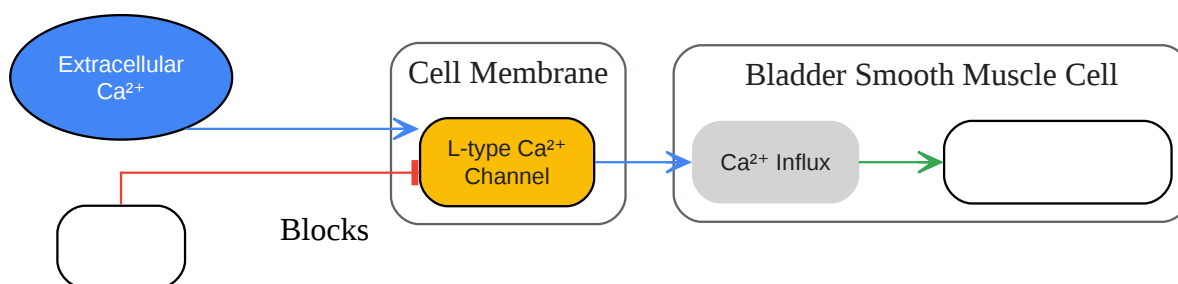 Extracellular
Ca²⁺
Cell Membrane
L-type Ca²⁺
Channel
Bladder Smooth Muscle Cell
Ca²⁺ Influx
Blocks